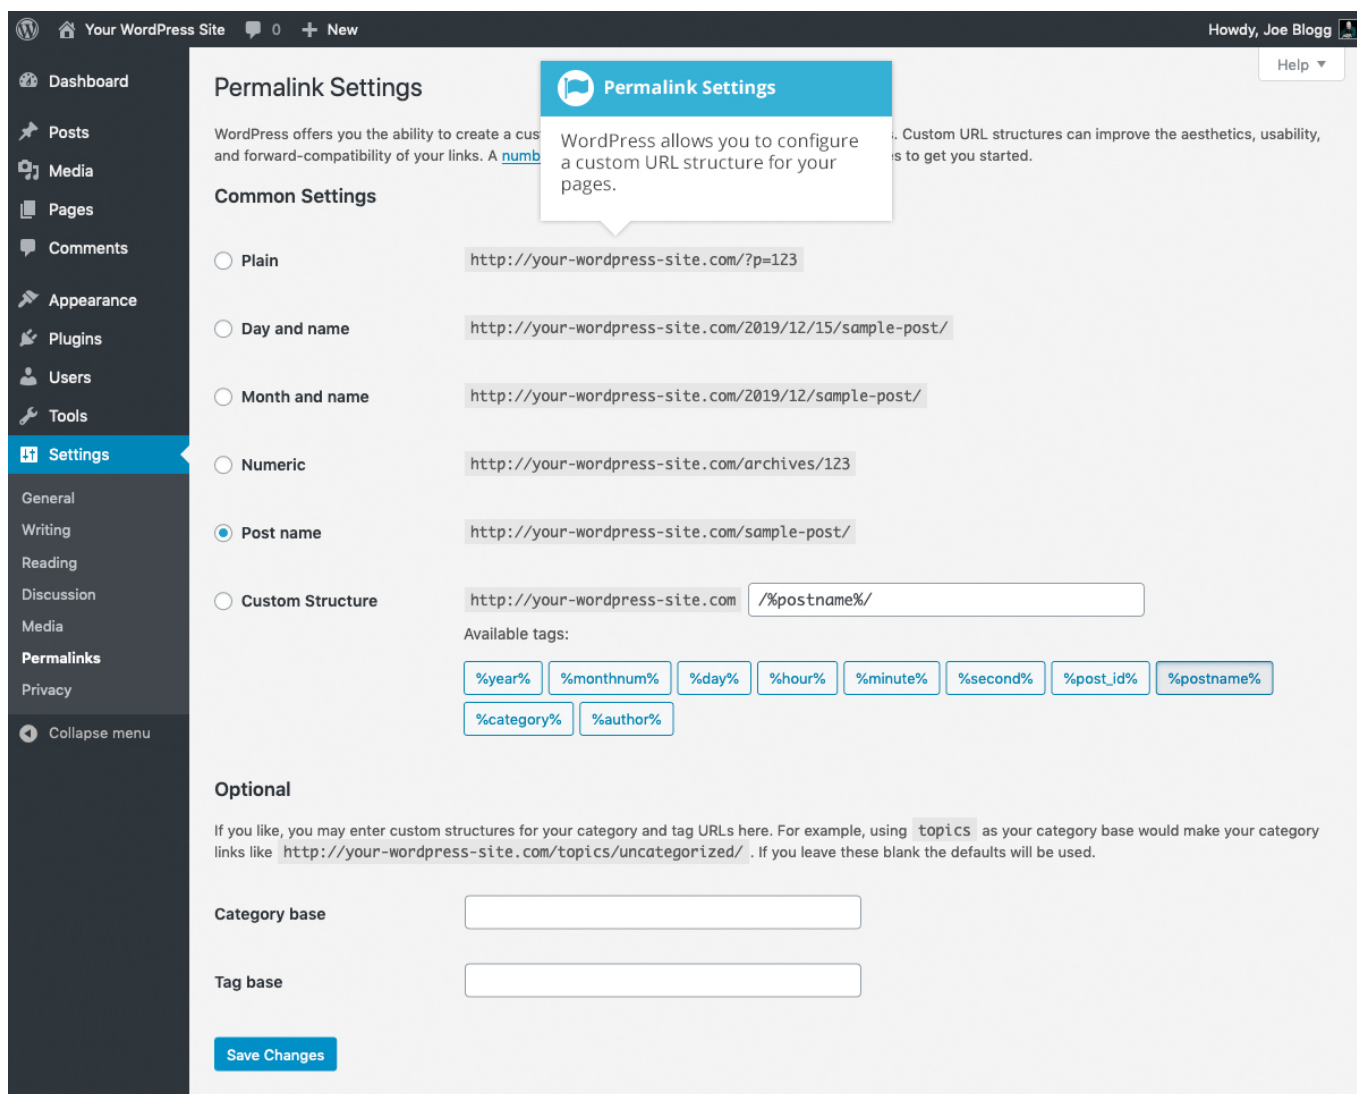 Your WordPress Site 0 New Howdy, Joe Blogg
Help
Dashboard
Posts
Media
Pages
Comments
Appearance
Plugins
Users
Tools
Settings
General
Writing
Reading
Discussion
Media
Permalinks
Privacy
Collapse menu
Permalink Settings
WordPress offers you the ability to create a cus . Custom URL structures can improve the aesthetics, usability,
and forward-compatibility of your links. A numb s to get you started.
Permalink Settings
WordPress allows you to configure
a custom URL structure for your
pages.
Common Settings
Plain http://your-wordpress-site.com/?p=123
Day and name http://your-wordpress-site.com/2019/12/15/sample-post/
Month and name http://your-wordpress-site.com/2019/12/sample-post/
Numeric http://your-wordpress-site.com/archives/123
Post name http://your-wordpress-site.com/sample-post/
Custom Structure http://your-wordpress-site.com /%postname%/
Available tags:
%year% %monthnum% %day% %hour% %minute% %second% %post_id% %postname%
%category% %author%
Optional
If you like, you may enter custom structures for your category and tag URLs here. For example, using topics as your category base would make your category
links like http://your-wordpress-site.com/topics/uncategorized/ . If you leave these blank the defaults will be used.
Category base
Tag base
Save Changes